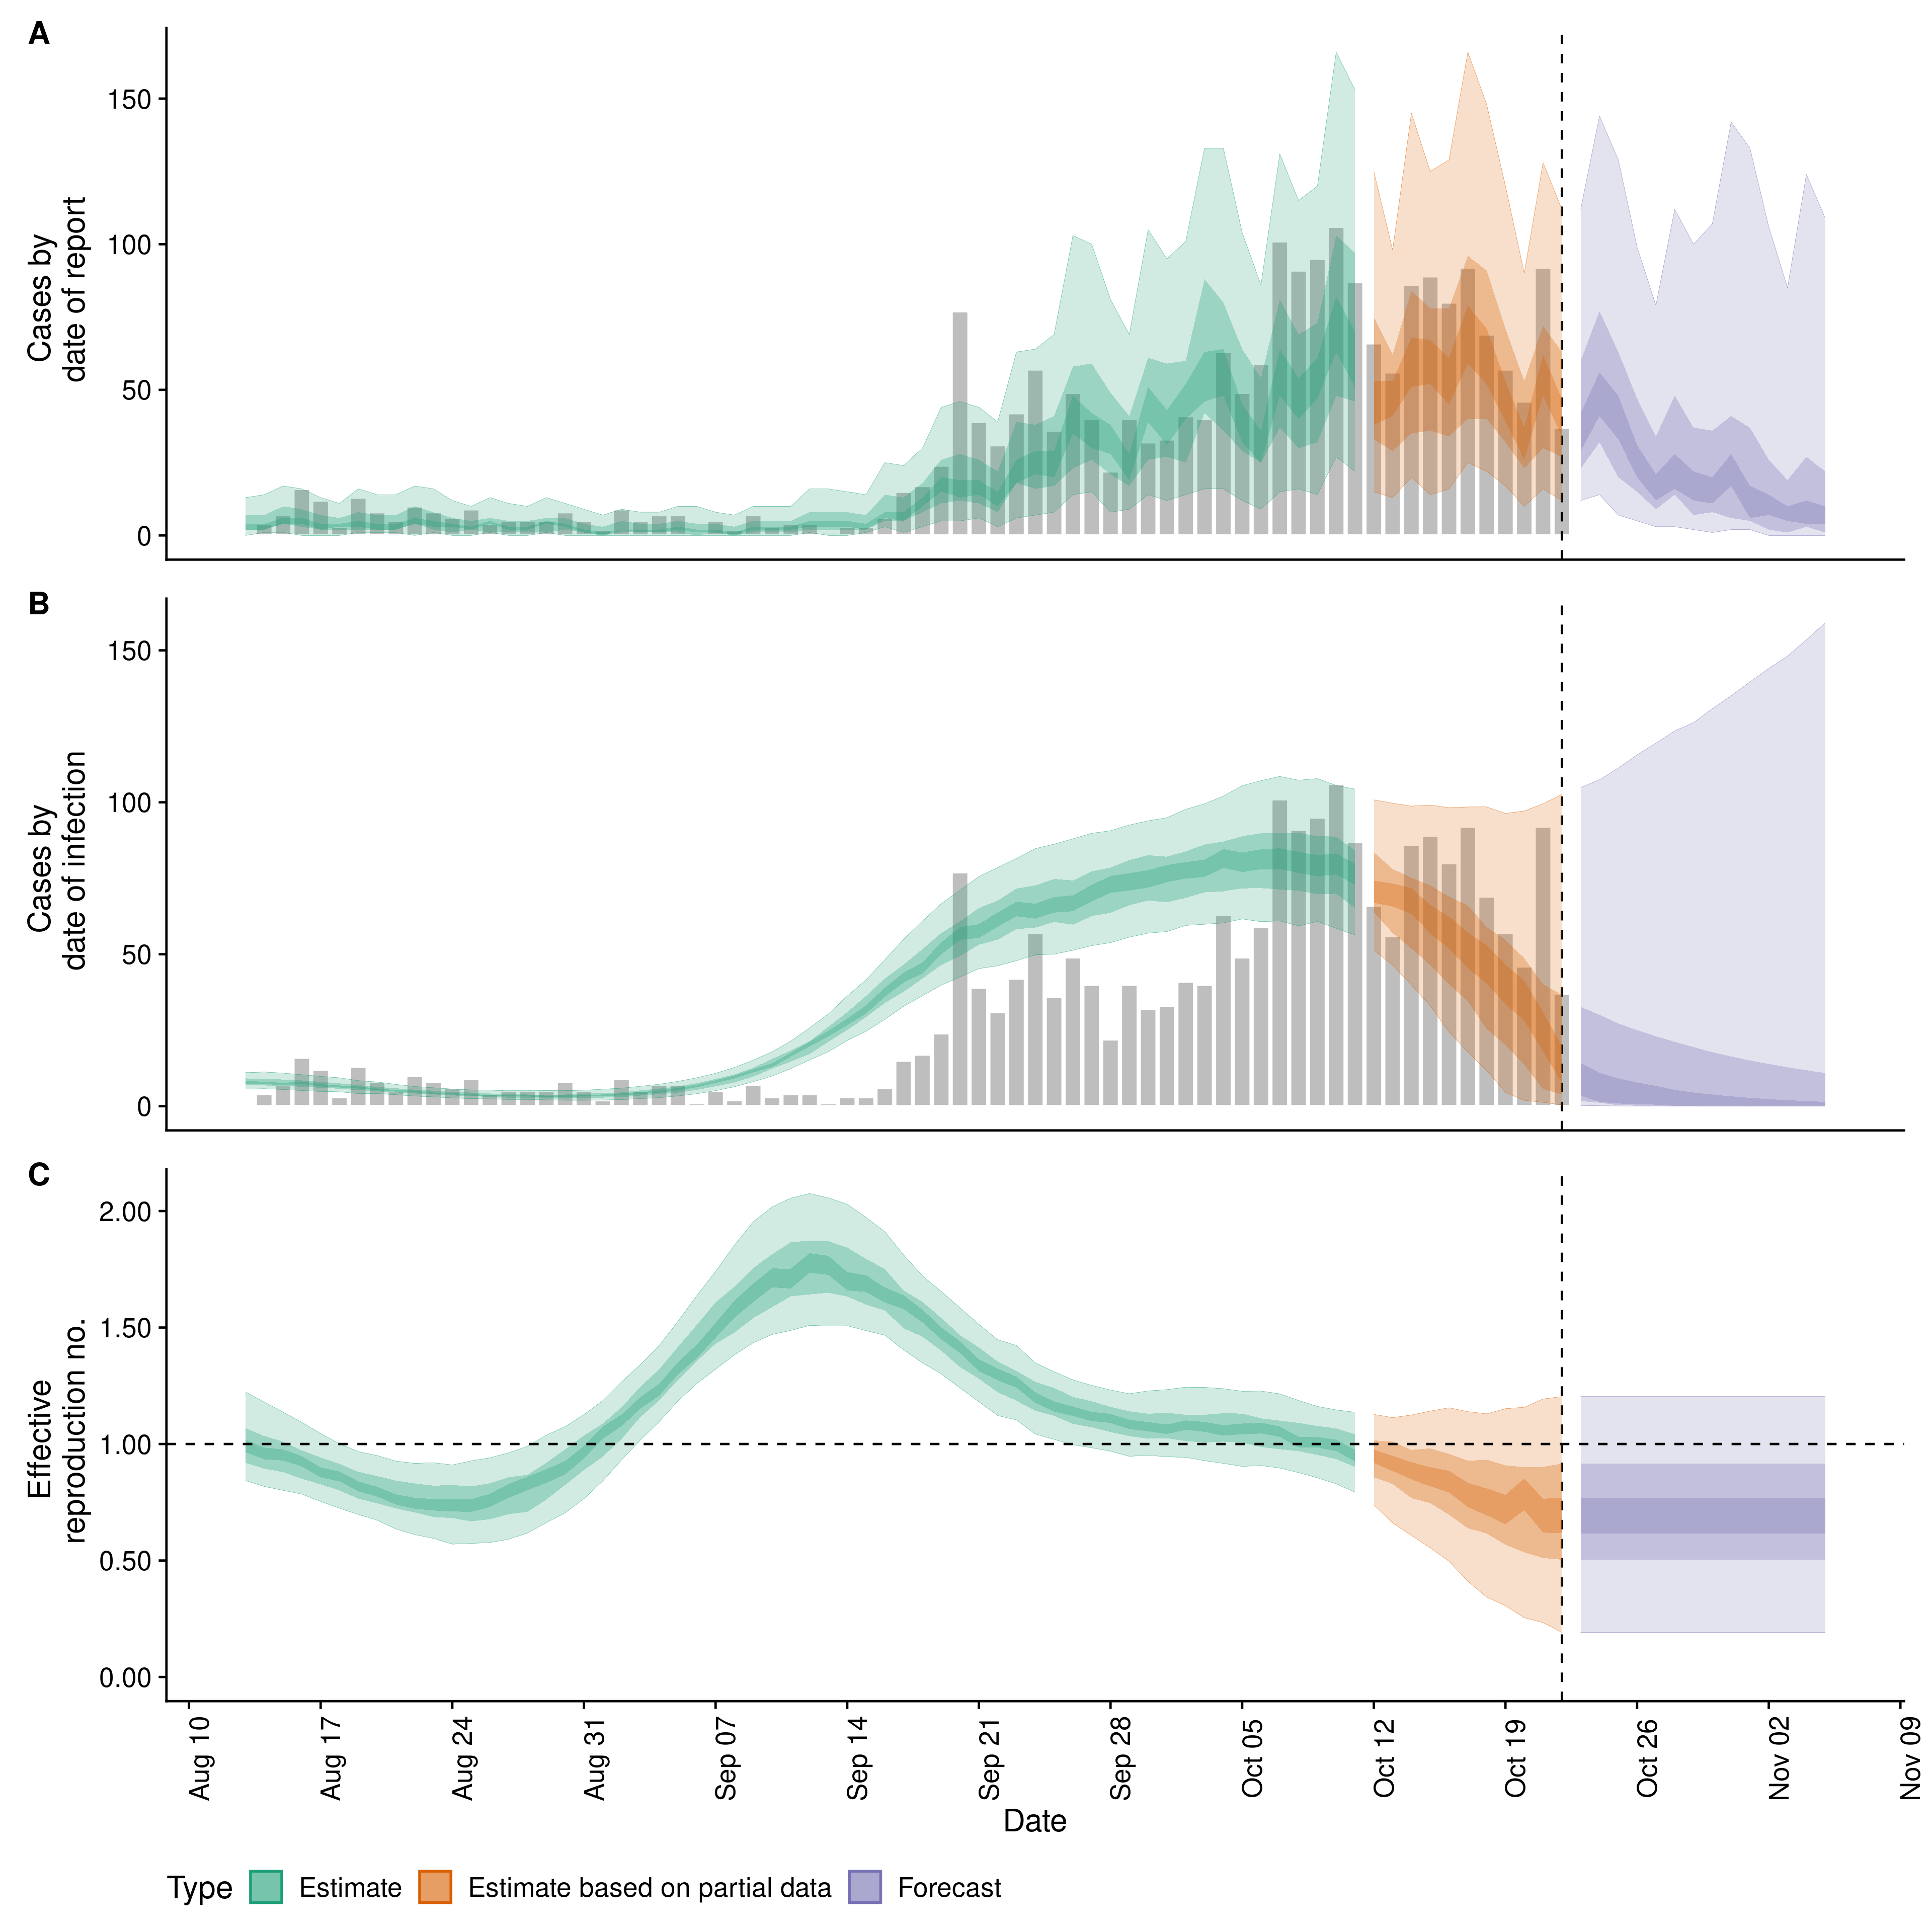 A
Cases by
date of report
150
100
50
0
B
Cases by
date of infection
150
100
50
0
C
Effective
reproduction no.
2.00
1.50
1.00
0.50
0.00
Aug 10
Aug 17
Aug 24
Aug 31
Sep 07
Sep 14
Sep 21
Sep 28
Oct 05
Oct 12
Oct 19
Oct 26
Nov 02
Nov 09
Date
Type Estimate Estimate based on partial data Forecast